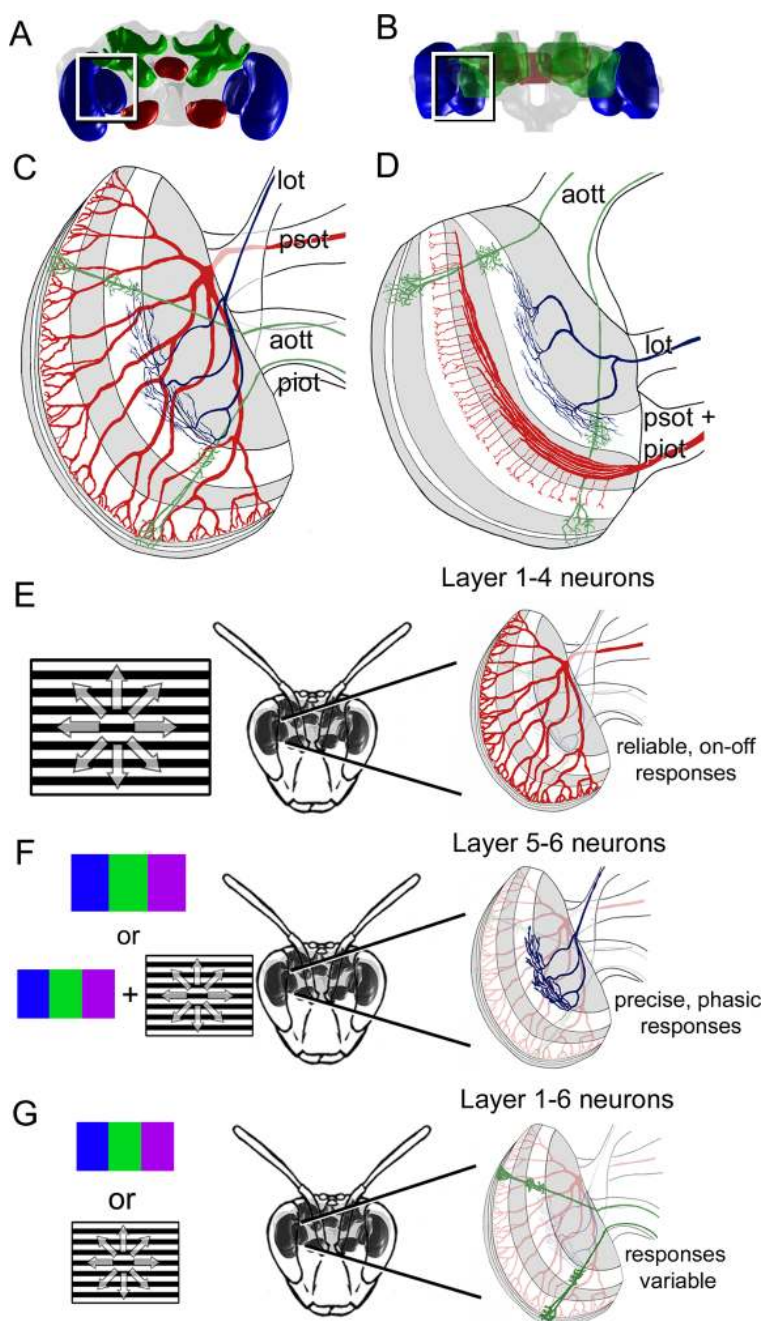 A
B
C
lot
psot
aott
piot
D
aott
lot
psot +
piot
E
Layer 1-4 neurons
reliable, on-off
responses
F
Layer 5-6 neurons
or
+
precise, phasic
responses
G
Layer 1-6 neurons
or
responses
variable